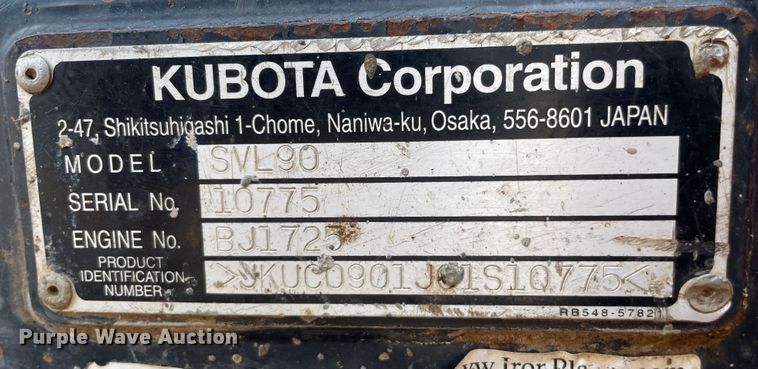 KUBOTA Corporation
2-47, Shikitsuhigashi 1-Chome, Naniwa-ku, Osaka, 556-8601 JAPAN
MODEL SVL90
SERIAL No. 10775
ENGINE No. BJ1725
PRODUCT
IDENTIFICATION
NUMBER
RB548-5782
Purple Wave Auction